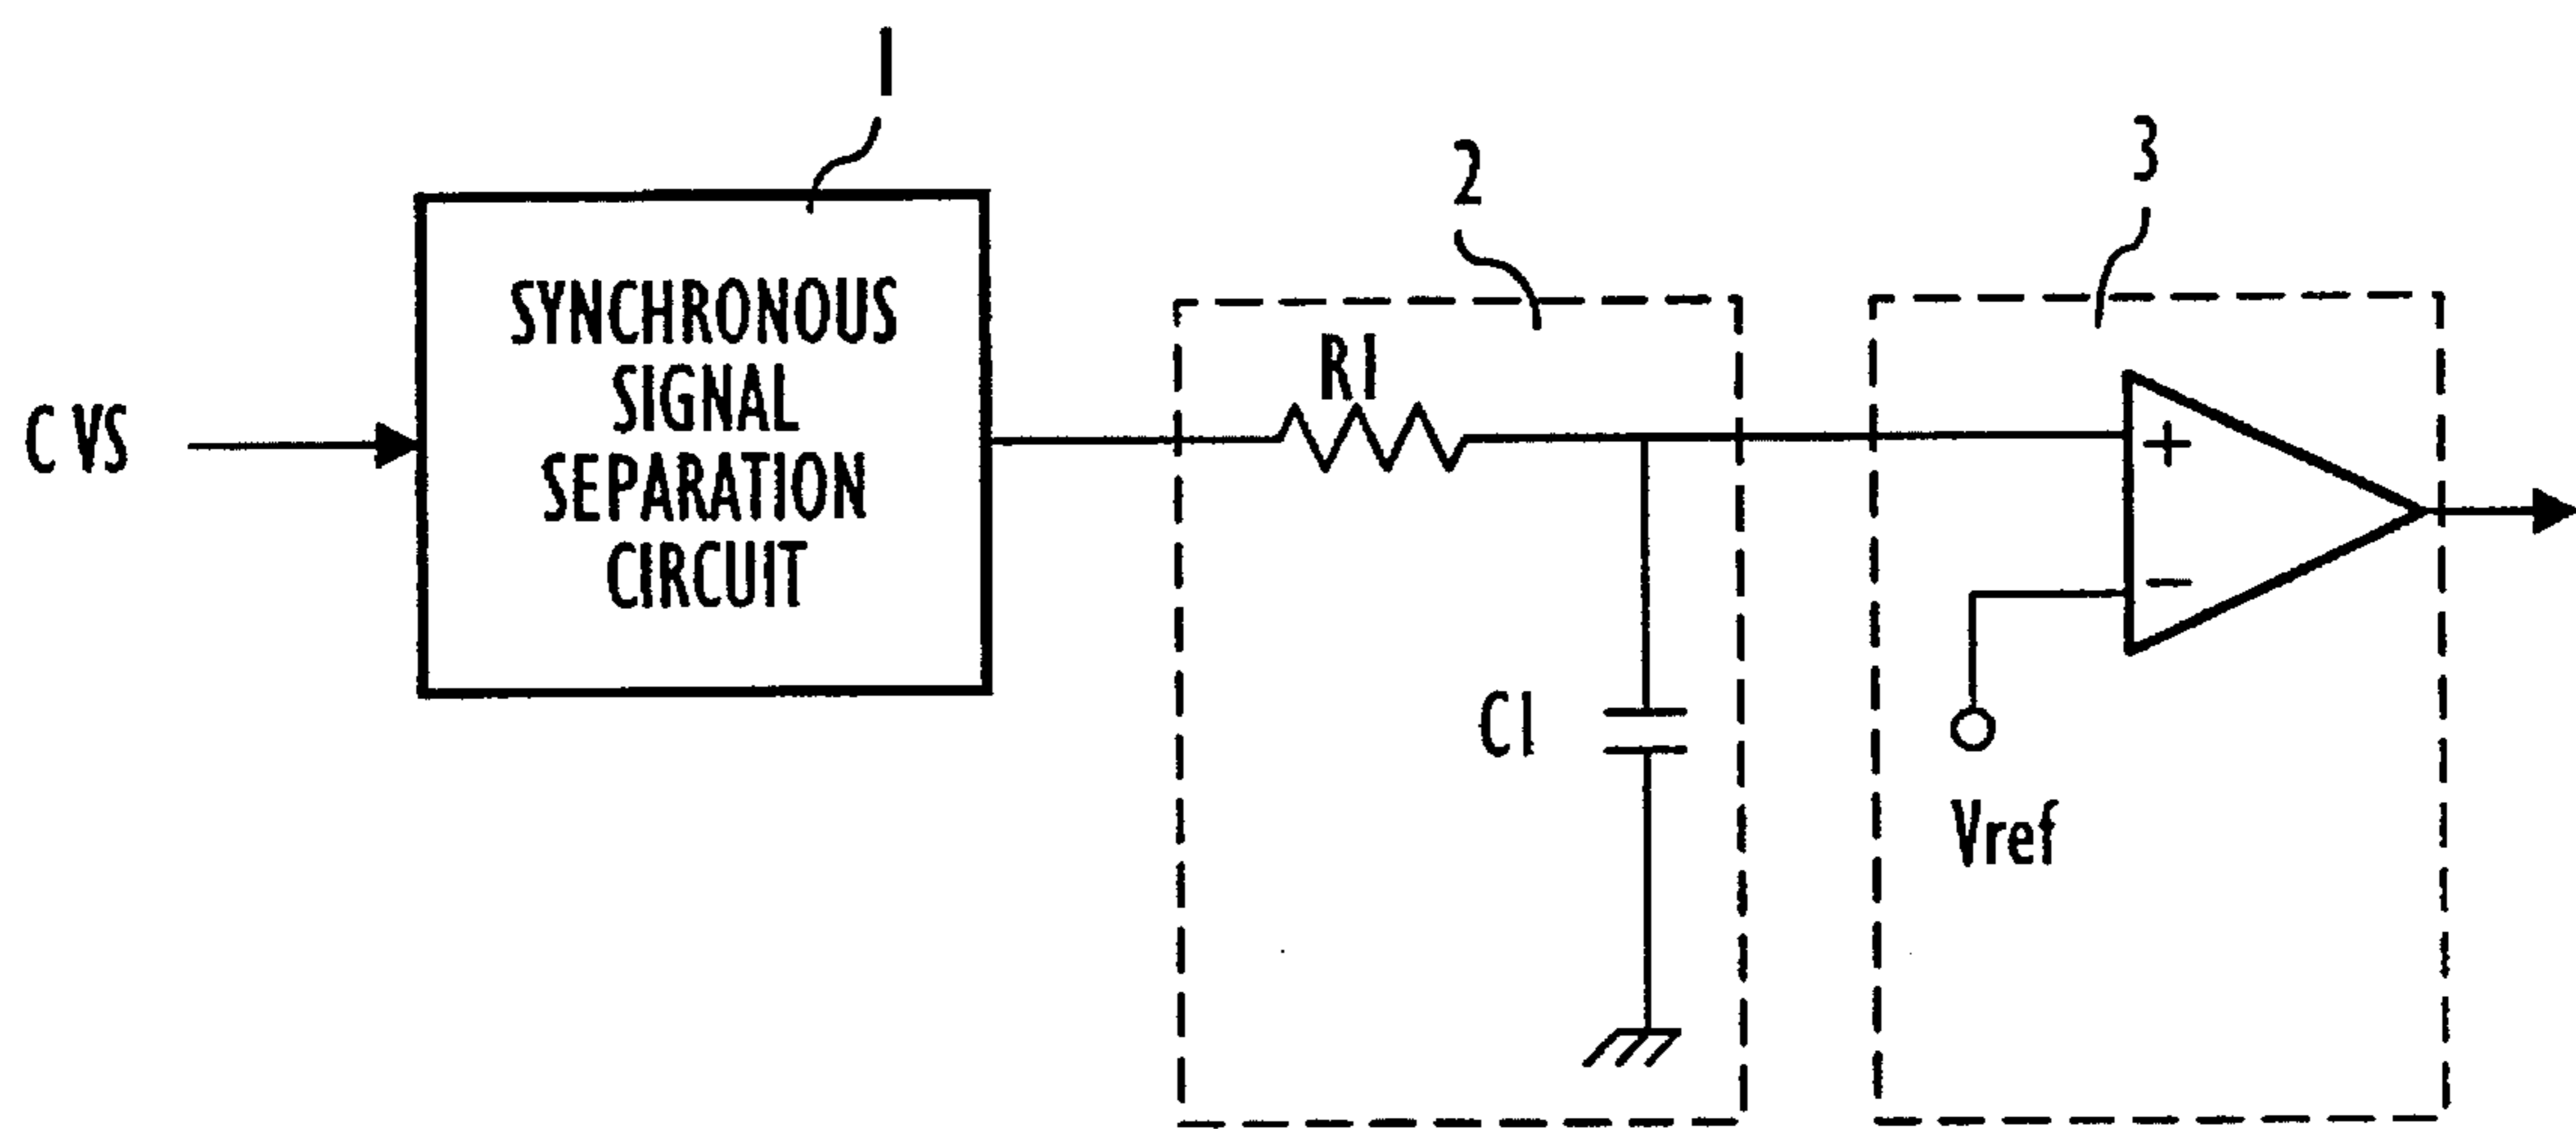 1
2
3
C VS
SYNCHRONOUS
SIGNAL
SEPARATION
CIRCUIT
R1
C1
+
−
Vref